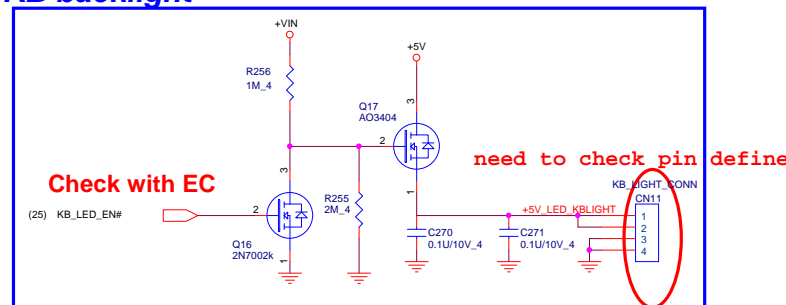 KB backlight
+VIN
+5V
R256
1M_4
Q17
AO3404
3
2
need to check pin define
Check with EC
3
1
KB_LIGHT_CONN
CN11
(25) KB_LED_EN#
2
R255
2M_4
+5V_LED_KBLIGHT
1
2
3
4
C270
0.1U/10V_4
C271
0.1U/10V_4
Q16
2N7002k
1